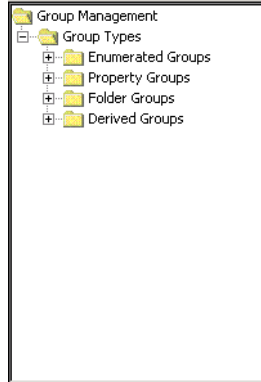 Group Management
Group Types
Enumerated Groups
Property Groups
Folder Groups
Derived Groups